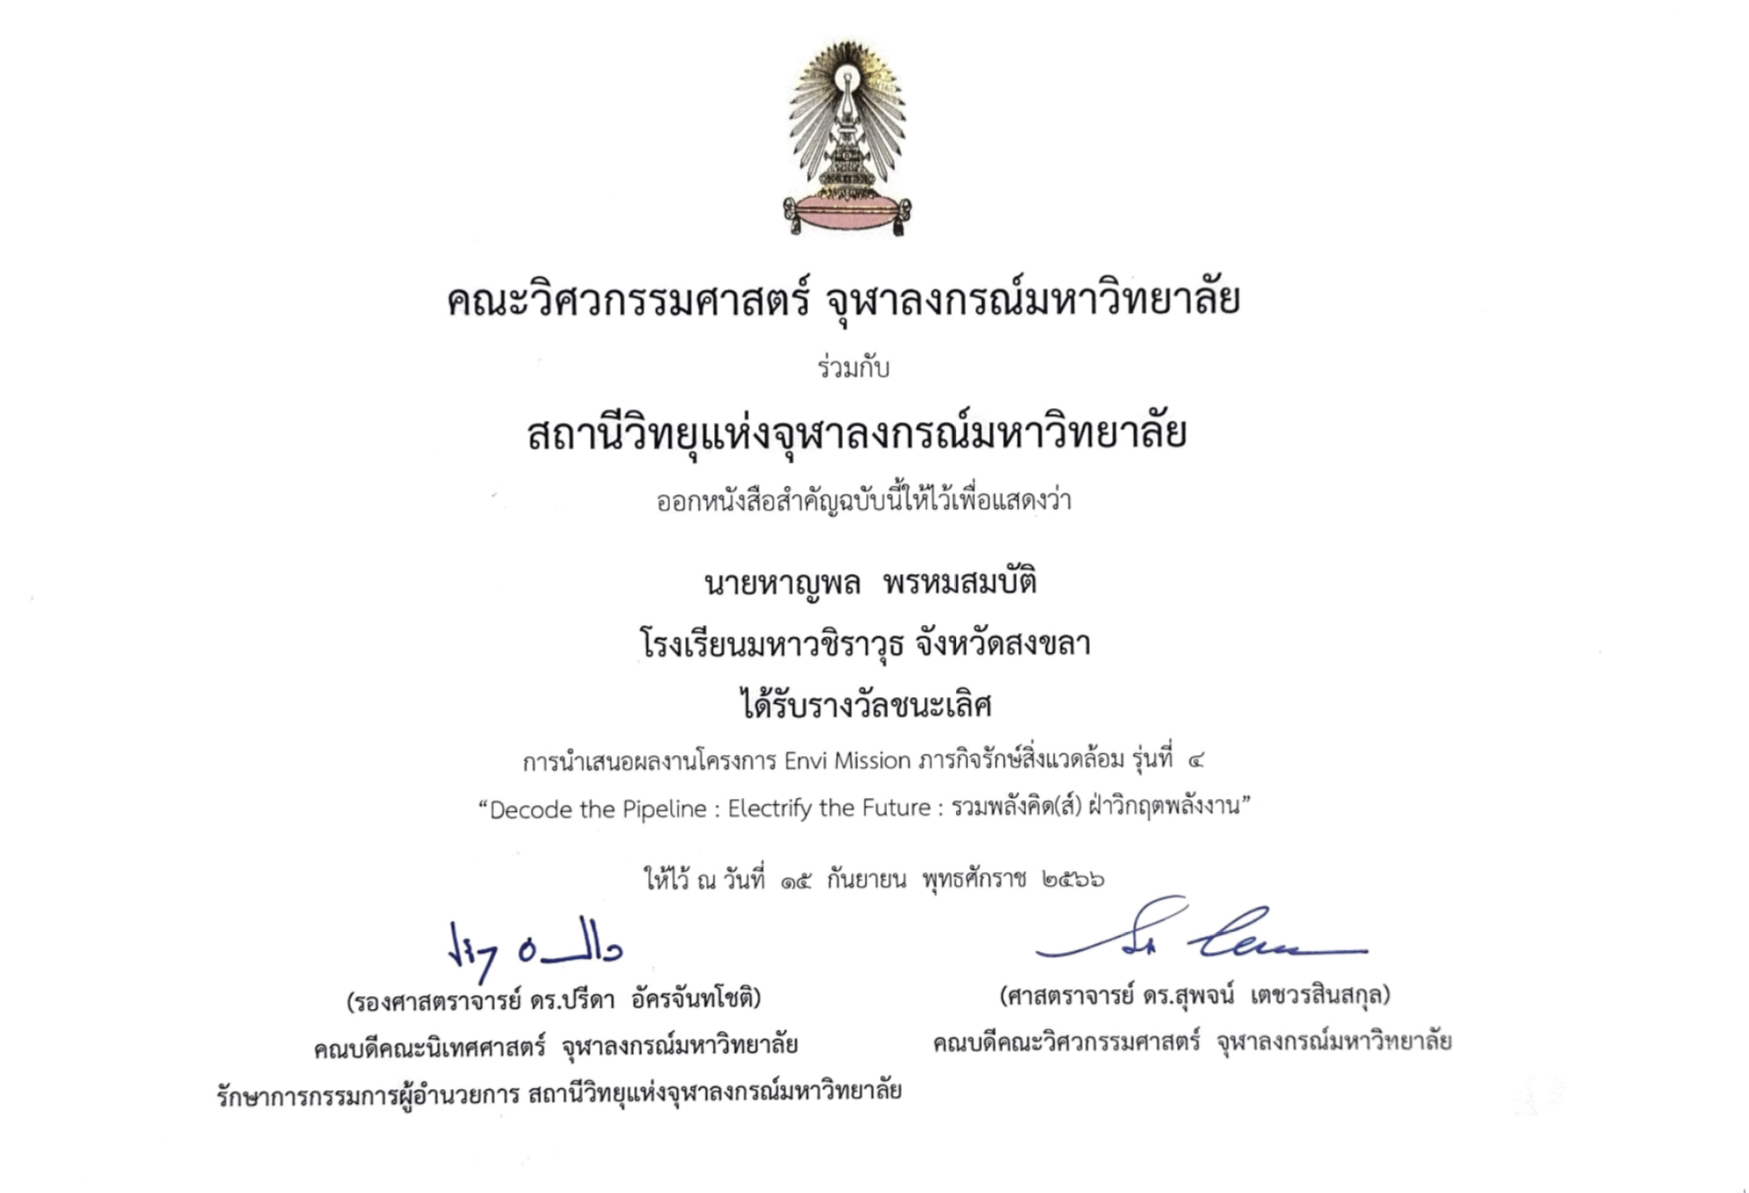 คณะวิศวกรรมศาสตร์ จุฬาลงกรณ์มหาวิทยาลัย
ร่วมกับ
สถานีวิทยุแห่งจุฬาลงกรณ์มหาวิทยาลัย
ออกหนังสือสำคัญฉบับนี้ให้ไว้เพื่อแสดงว่า
นายหาญพล พรหมสมบัติ
โรงเรียนมหาวชิราวุธ จังหวัดสงขลา
ได้รับรางวัลชนะเลิศ
การนำเสนอผลงานโครงการ Envi Mission ภารกิจรักษ์สิ่งแวดล้อม รุ่นที่ ๔
“Decode the Pipeline : Electrify the Future : รวมพลังคิด(ส์) ฝ่าวิกฤตพลังงาน”
ให้ไว้ ณ วันที่ ๑๕ กันยายน พุทธศักราช ๒๕๖๖
(รองศาสตราจารย์ ดร.ปรีดา อัครจันทโชติ)
คณบดีคณะนิเทศศาสตร์ จุฬาลงกรณ์มหาวิทยาลัย
รักษาการกรรมการผู้อำนวยการ สถานีวิทยุแห่งจุฬาลงกรณ์มหาวิทยาลัย
(ศาสตราจารย์ ดร.สุพจน์ เตชวรสินสกุล)
คณบดีคณะวิศวกรรมศาสตร์ จุฬาลงกรณ์มหาวิทยาลัย